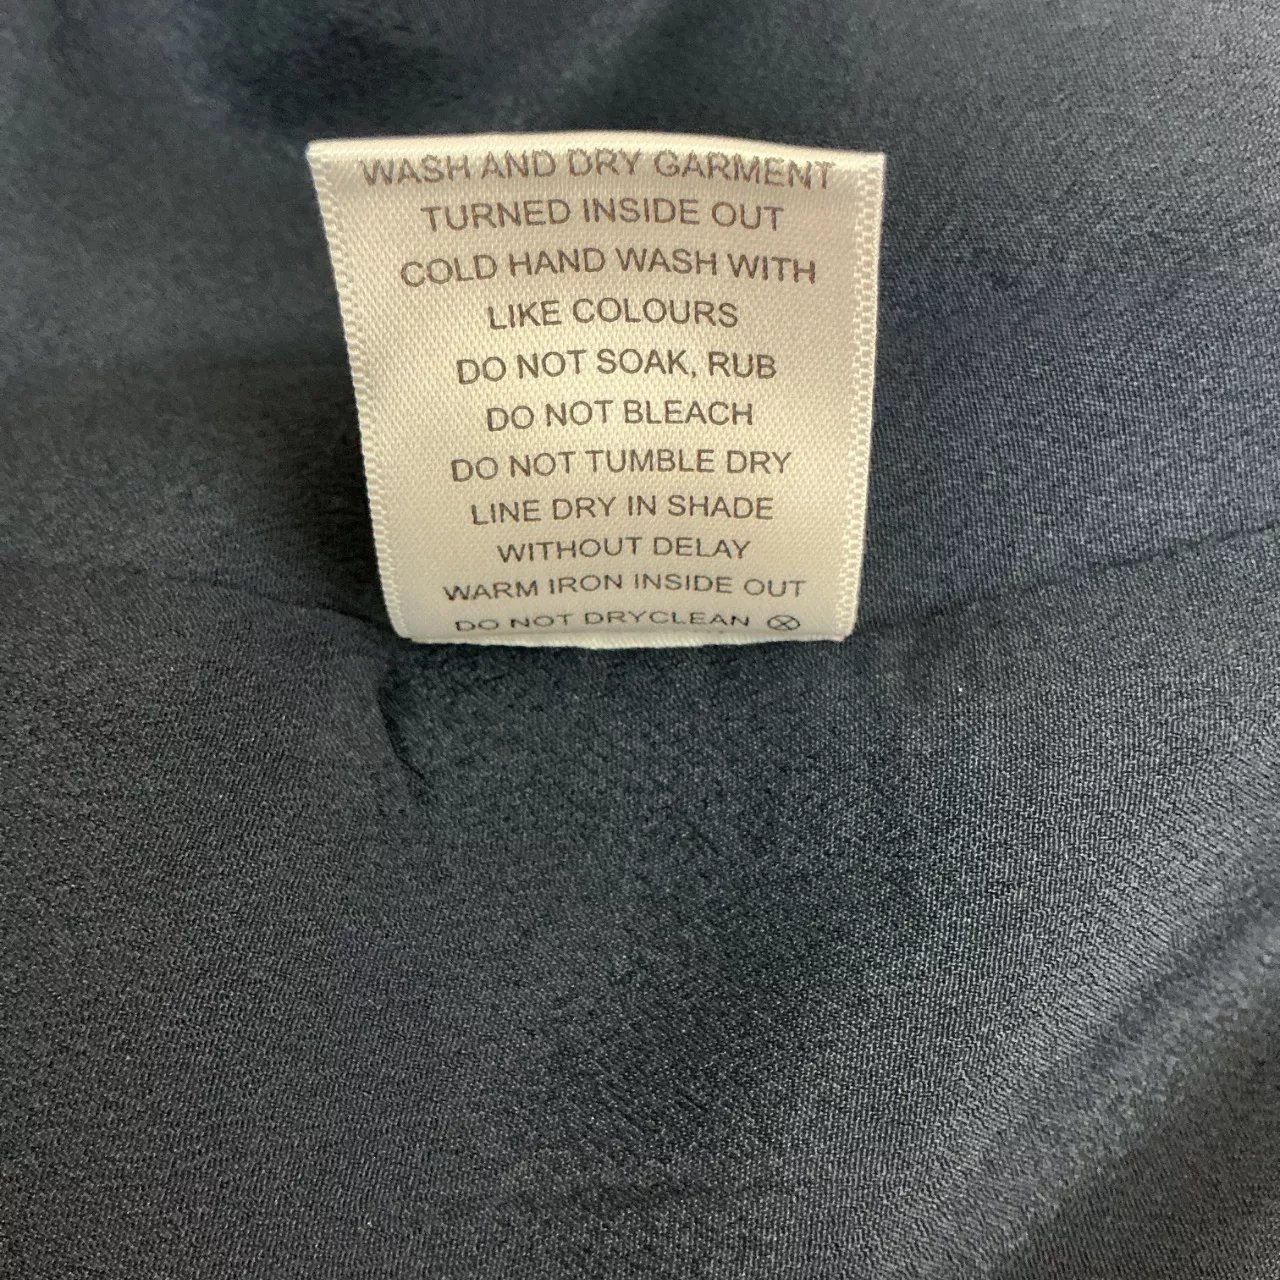 WASH AND DRY GARMENT
TURNED INSIDE OUT
COLD HAND WASH WITH
LIKE COLOURS
DO NOT SOAK, RUB
DO NOT BLEACH
DO NOT TUMBLE DRY
LINE DRY IN SHADE
WITHOUT DELAY
WARM IRON INSIDE OUT
DO NOT DRYCLEAN